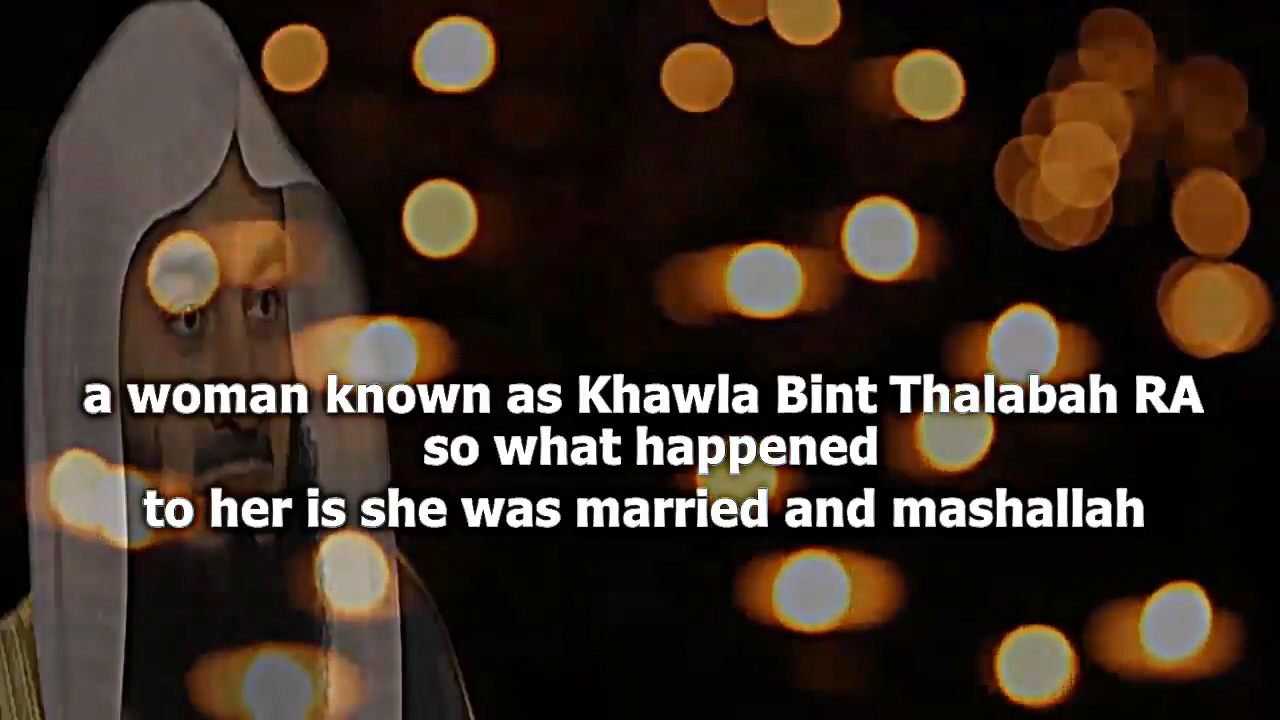 a woman known as Khawla Bint Thalabah RA
so what happened
to her is she was married and mashallah